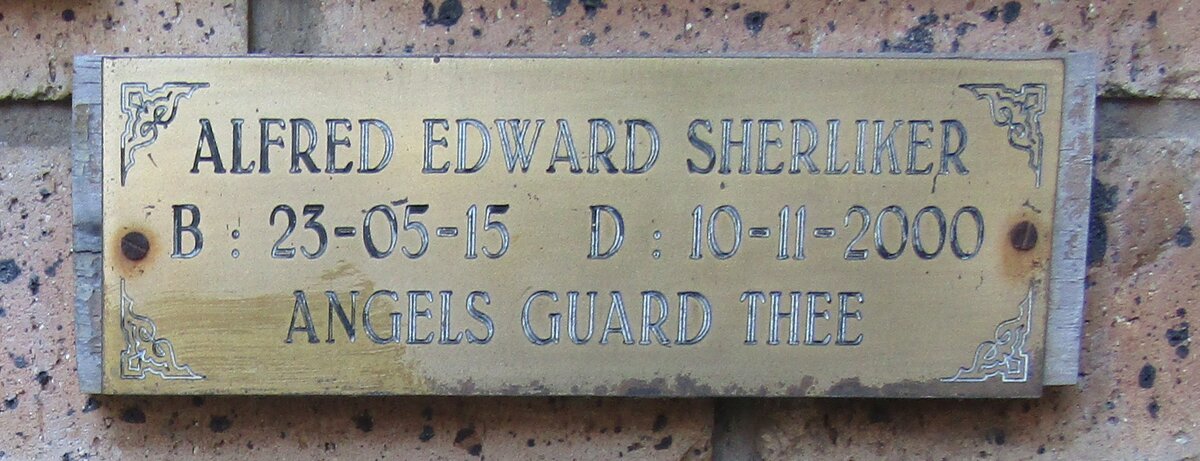 ALFRED EDWARD SHERLIKER
B : 23-05-15 D : 10-11-2000
ANGELS GUARD THEE